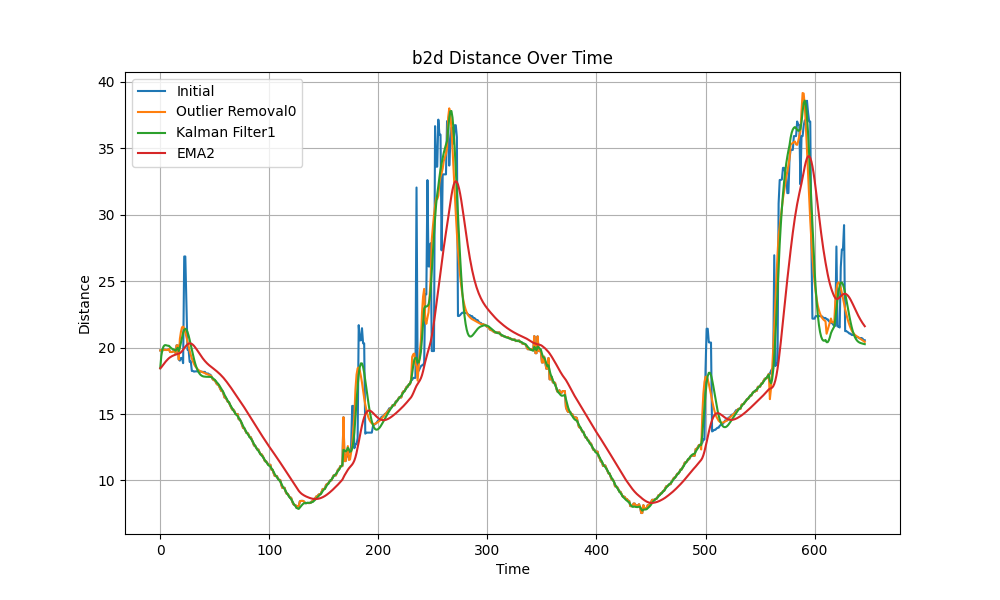 b2d Distance Over Time
Initial
Outlier Removal0
Kalman Filter1
EMA2
Distance
40
35
30
25
20
15
10
0 100 200 300 400 500 600
Time